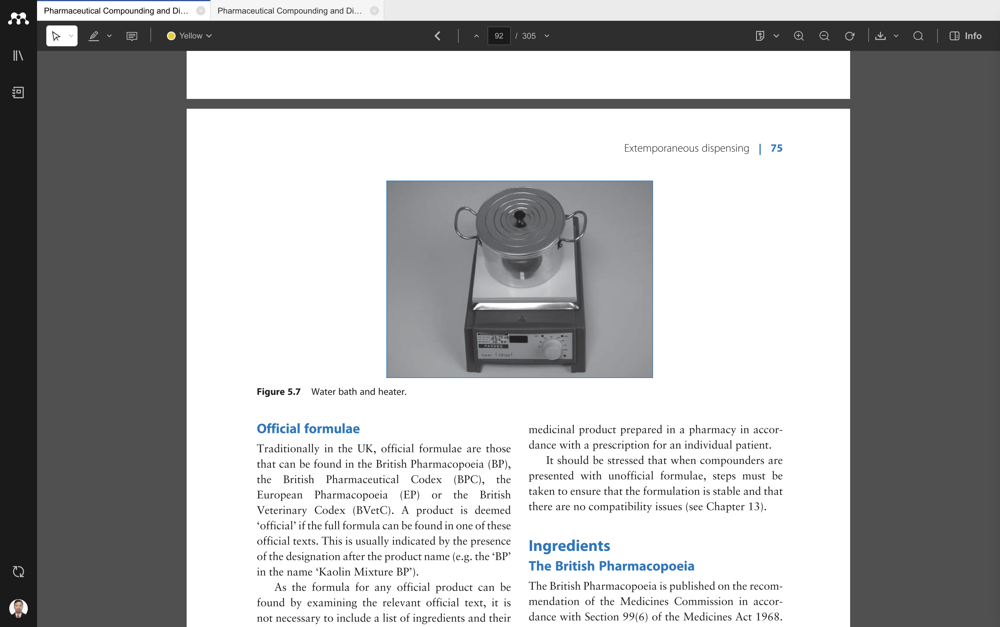 Pharmaceutical Compounding and Di...
Pharmaceutical Compounding and Di...
Yellow
92 / 305
Info
Extemporaneous dispensing | 75
PASSED
heat
Figure 5.7 Water bath and heater.
Official formulae
Traditionally in the UK, official formulae are those
that can be found in the British Pharmacopoeia (BP),
the British Pharmaceutical Codex (BPC), the
European Pharmacopoeia (EP) or the British
Veterinary Codex (BVetC). A product is deemed
‘official’ if the full formula can be found in one of these
official texts. This is usually indicated by the presence
of the designation after the product name (e.g. the ‘BP’
in the name ‘Kaolin Mixture BP’).
As the formula for any official product can be
found by examining the relevant official text, it is
not necessary to include a list of ingredients and their
medicinal product prepared in a pharmacy in accor-
dance with a prescription for an individual patient.
It should be stressed that when compounders are
presented with unofficial formulae, steps must be
taken to ensure that the formulation is stable and that
there are no compatibility issues (see Chapter 13).
Ingredients
The British Pharmacopoeia
The British Pharmacopoeia is published on the recom-
mendation of the Medicines Commission in accor-
dance with Section 99(6) of the Medicines Act 1968.